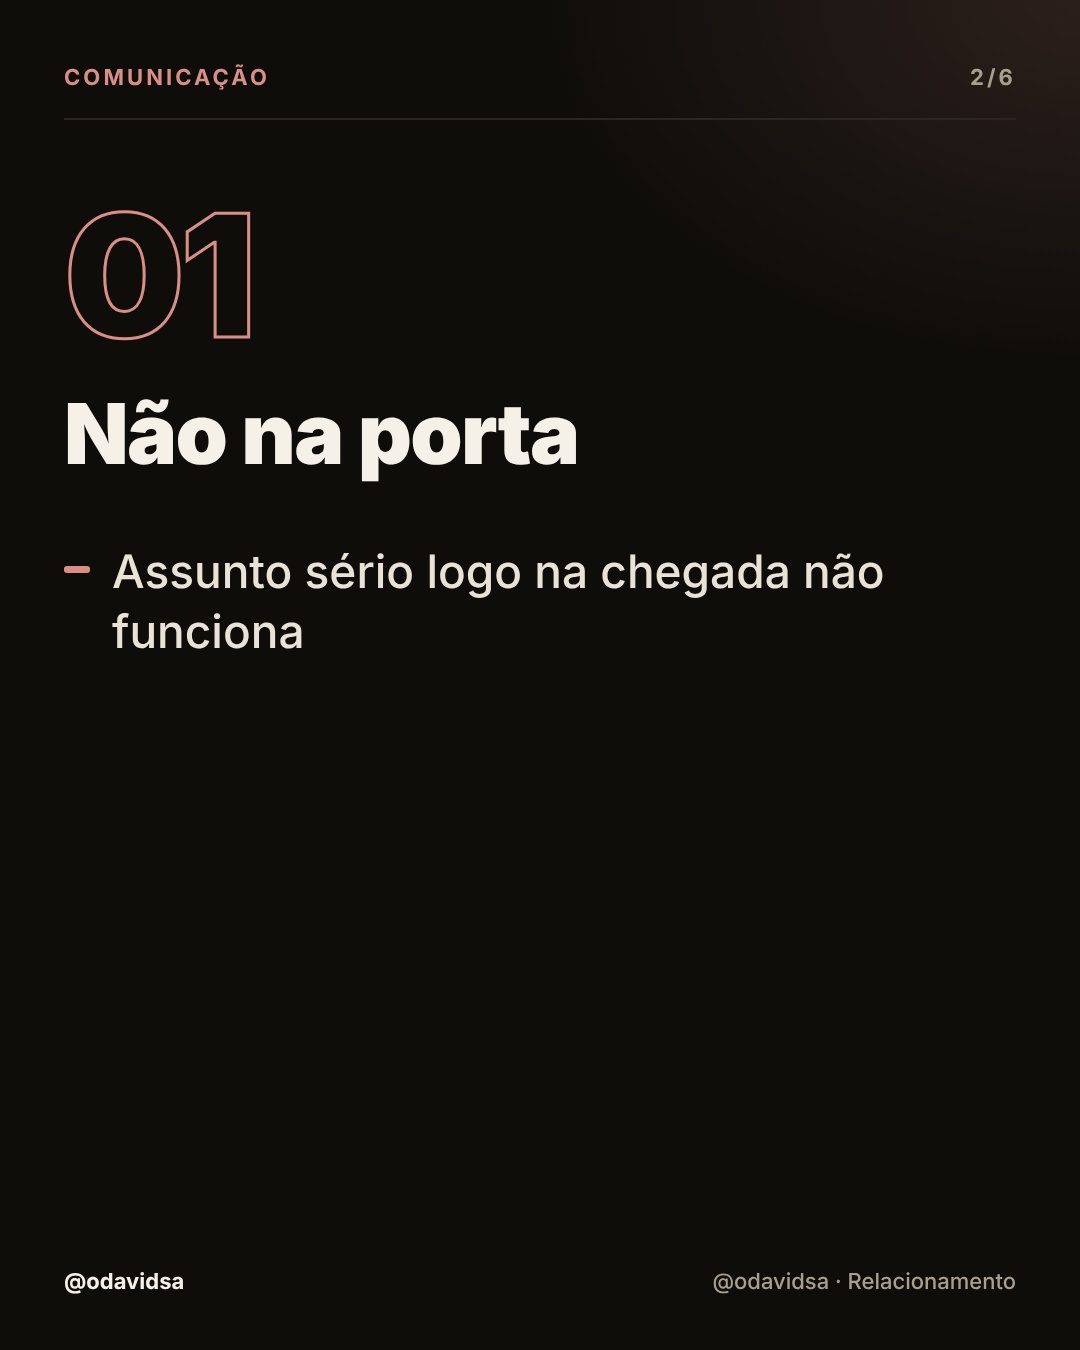 COMUNICAÇÃO
2/6
01
Não na porta
Assunto sério logo na chegada não
funciona
@odavidsa
@odavidsa · Relacionamento